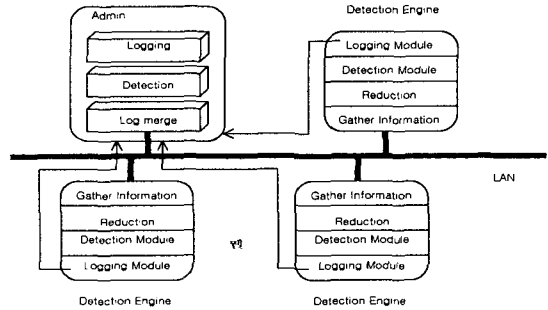 Admin
Logging
Detection
Log merge
Detection Engine
Logging Module
Detection Module
Reduction
Gather Information
LAN
Gather Information
Reduction
Detection Module
Logging Module
Detection Engine
Gather Information
Reduction
Detection Module
Logging Module
Detection Engine